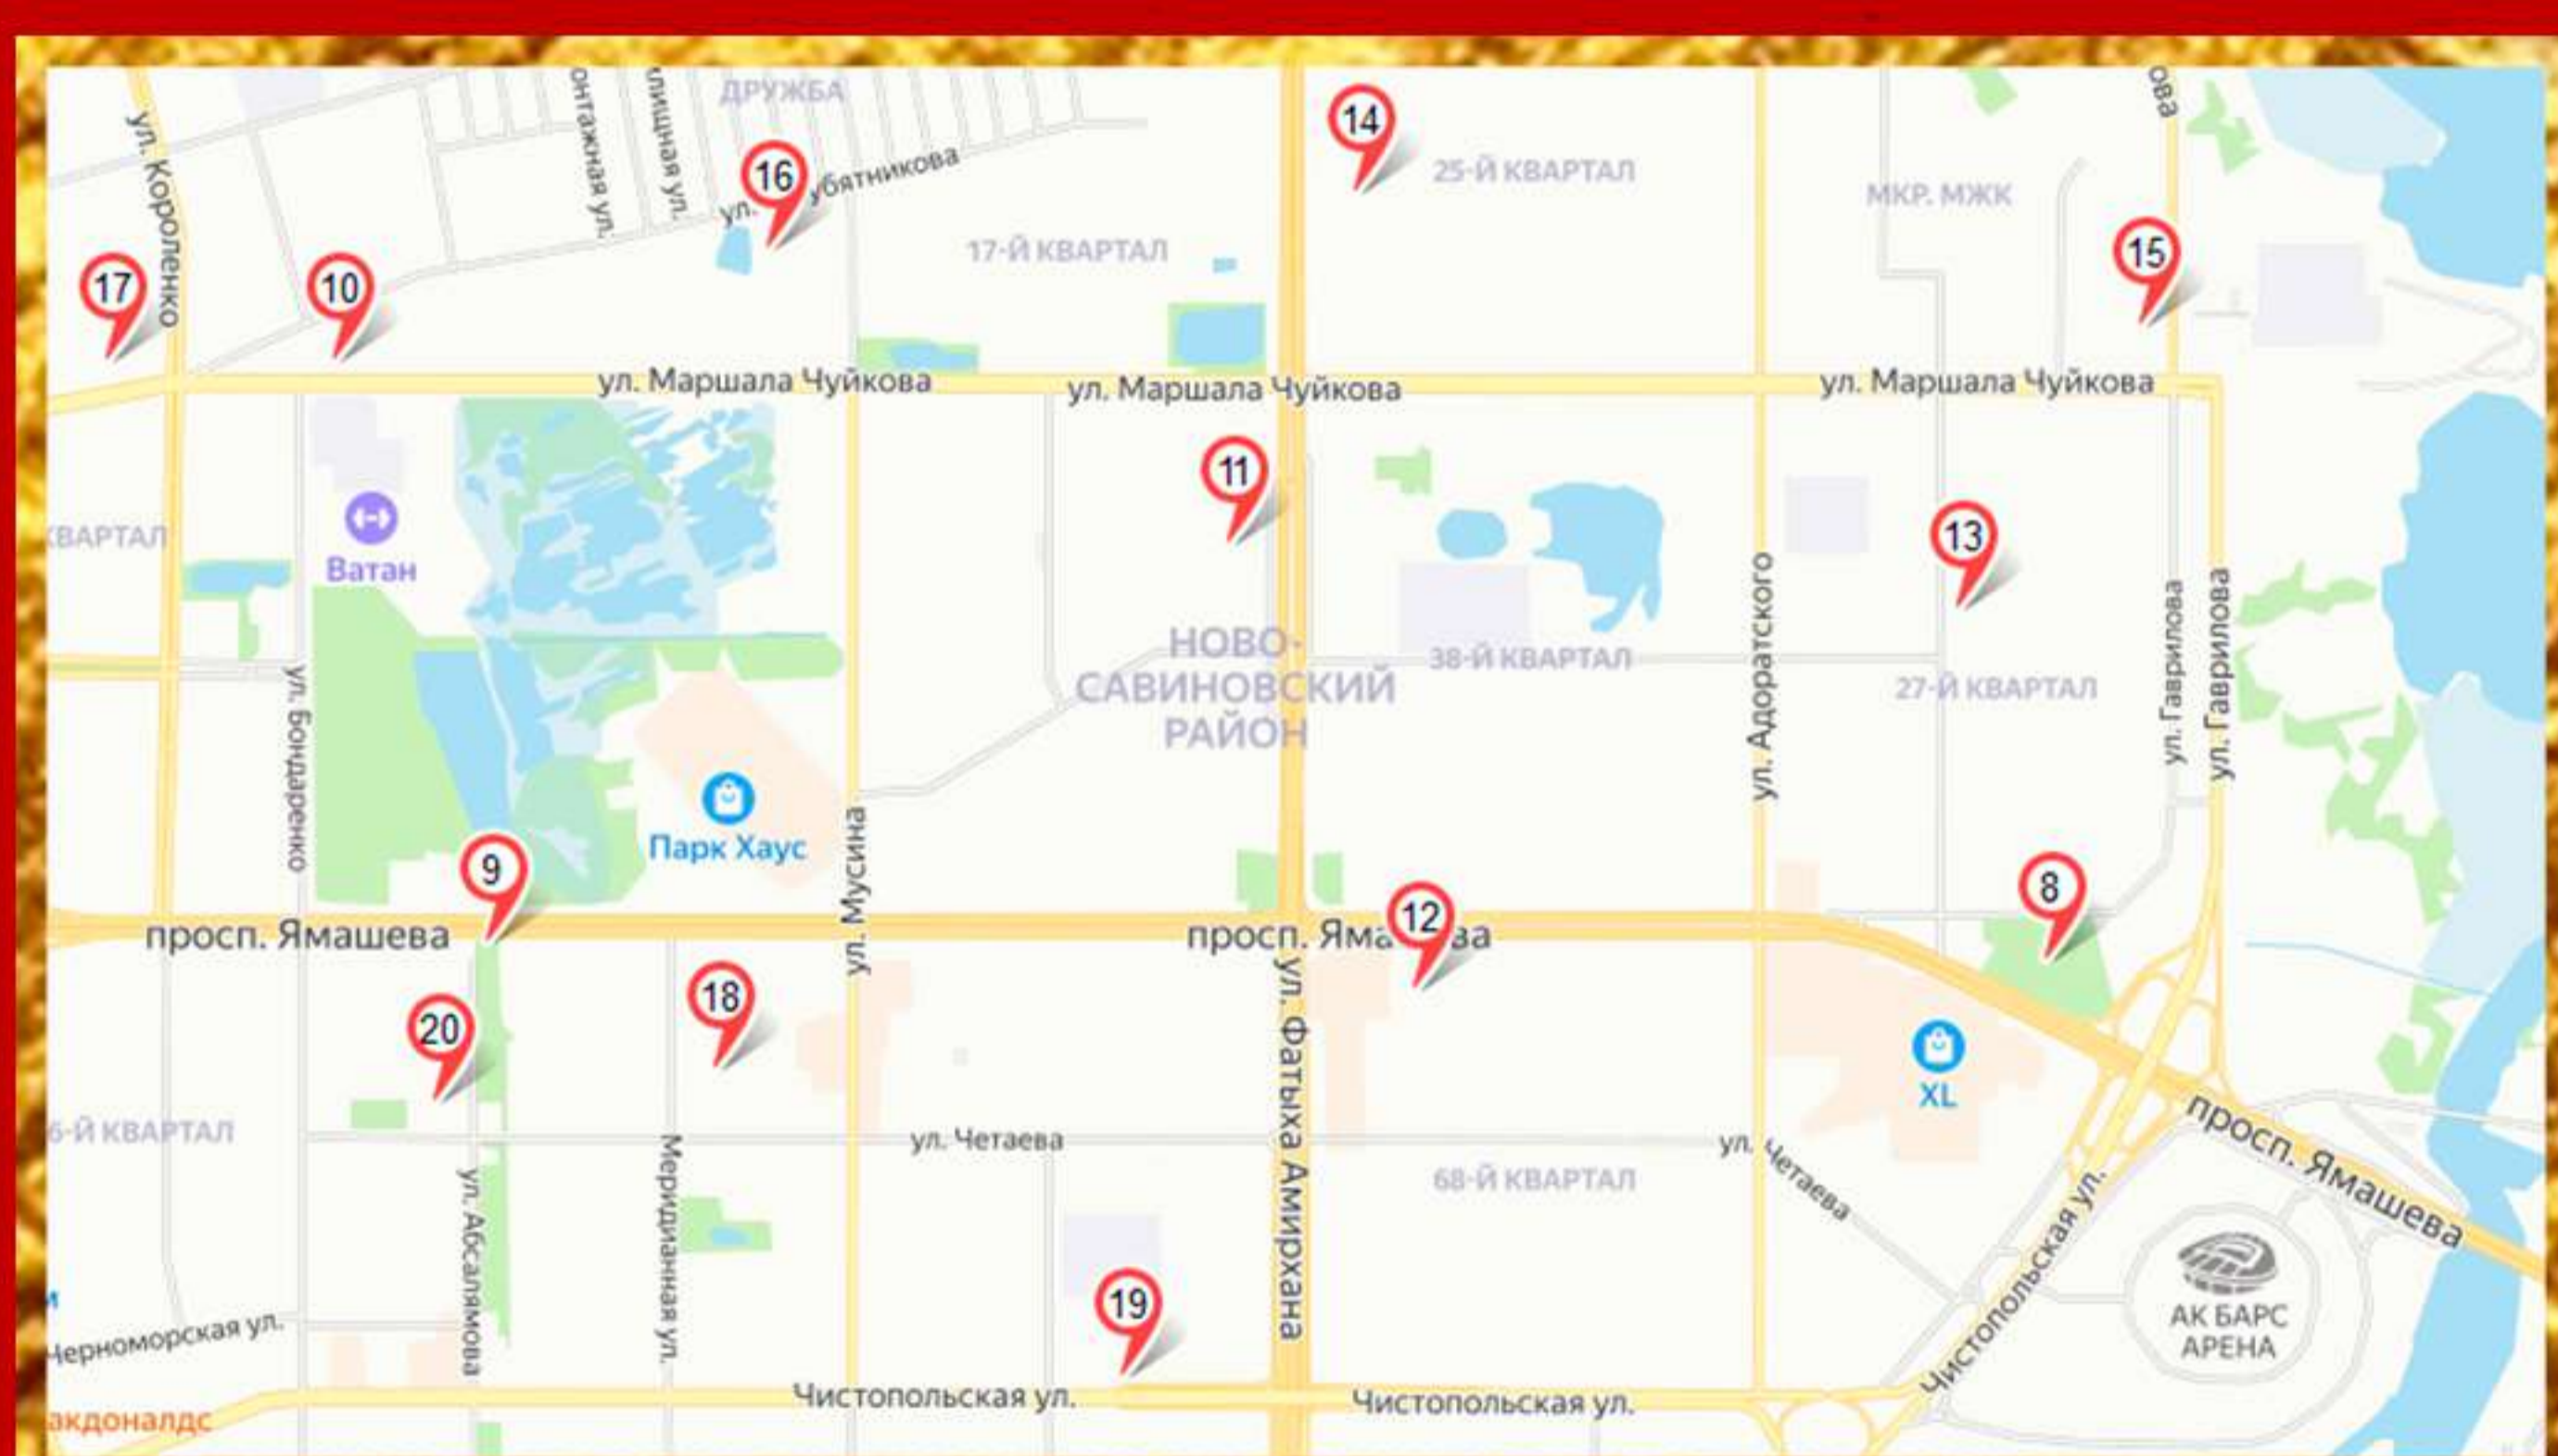 ДРУЖБА
ова
14
25-Й КВАРТАЛ
МКР. МЖК
16
ул. убятникова
онтажная ул.
лищная ул.
ул. Короленко
17-Й КВАРТАЛ
15
17
10
ул. Маршала Чуйкова
ул. Маршала Чуйкова
ул. Маршала Чуйкова
11
13
КВАРТАЛ
Ватан
НОВО-
САВИНОВСКИЙ
РАЙОН
38-Й КВАРТАЛ
27-Й КВАРТАЛ
ул. Адоратского
ул. Гаврилова
ул. Гаврилова
ул. Бондаренко
Парк Хаус
ул. Мусина
9
8
12
просп. Ямашева
просп. Яма ва
20
18
XL
6-Й КВАРТАЛ
ул. Четаева
ул. Четаева
68-Й КВАРТАЛ
просп. Ямашева
ул. Абсалямова
Меридианная ул.
ул. Фатыха Амирхана
Чистопольская ул.
19
АК БАРС
АРЕНА
Черноморская ул.
Чистопольская ул.
Чистопольская ул.
акдоналдс